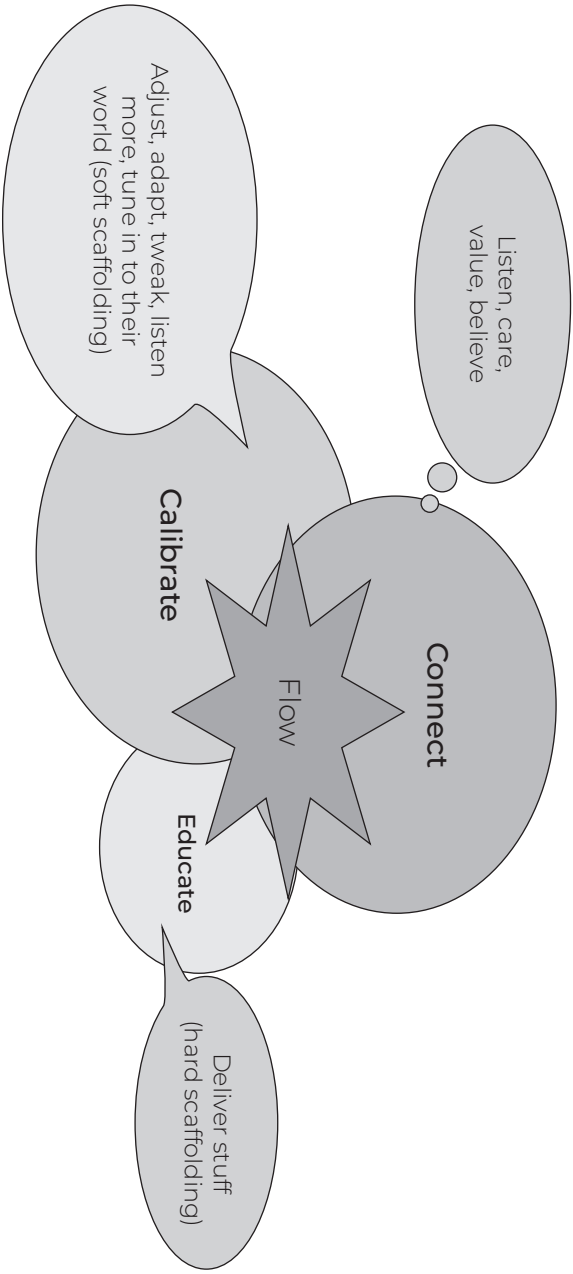 Listen, care,
value, believe
Connect
Flow
Adjust, adapt, tweak, listen
more, tune in to their
world (soft scaffolding)
Calibrate
Educate
Deliver stuff
(hard scaffolding)